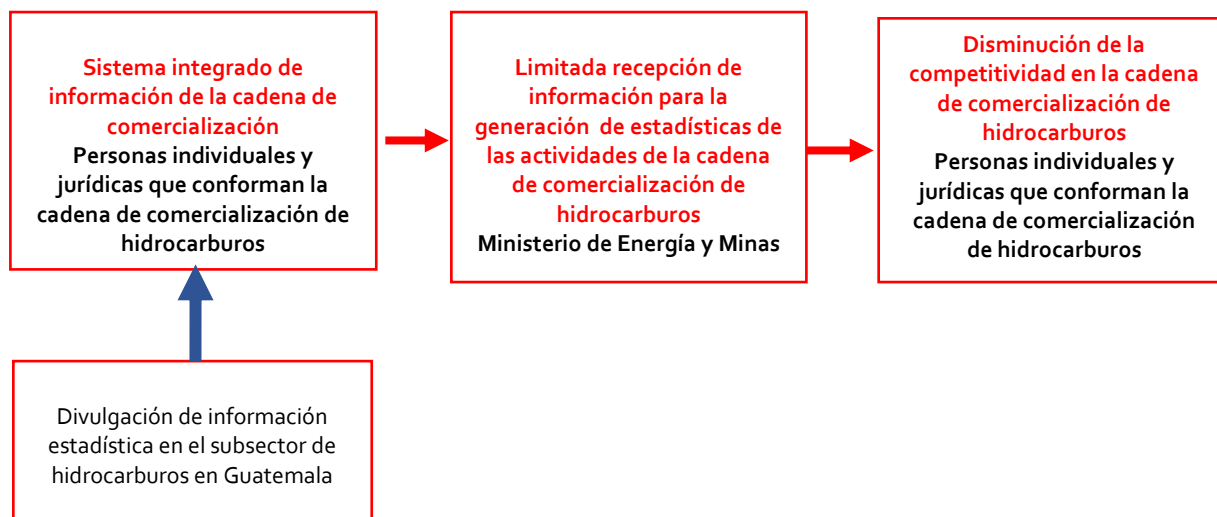 Sistema integrado de
información de la cadena de
comercialización
Personas individuales y
jurídicas que conforman la
cadena de comercialización de
hidrocarburos
Limitada recepción de
información para la
generación  de estadísticas de
las actividades de la cadena
de comercialización de
hidrocarburos
Ministerio de Energía y Minas
Disminución de la
competitividad en la cadena
de comercialización de
hidrocarburos
Personas individuales y
jurídicas que conforman la
cadena de comercialización
de hidrocarburos
Divulgación de información
estadística en el subsector de
hidrocarburos en Guatemala